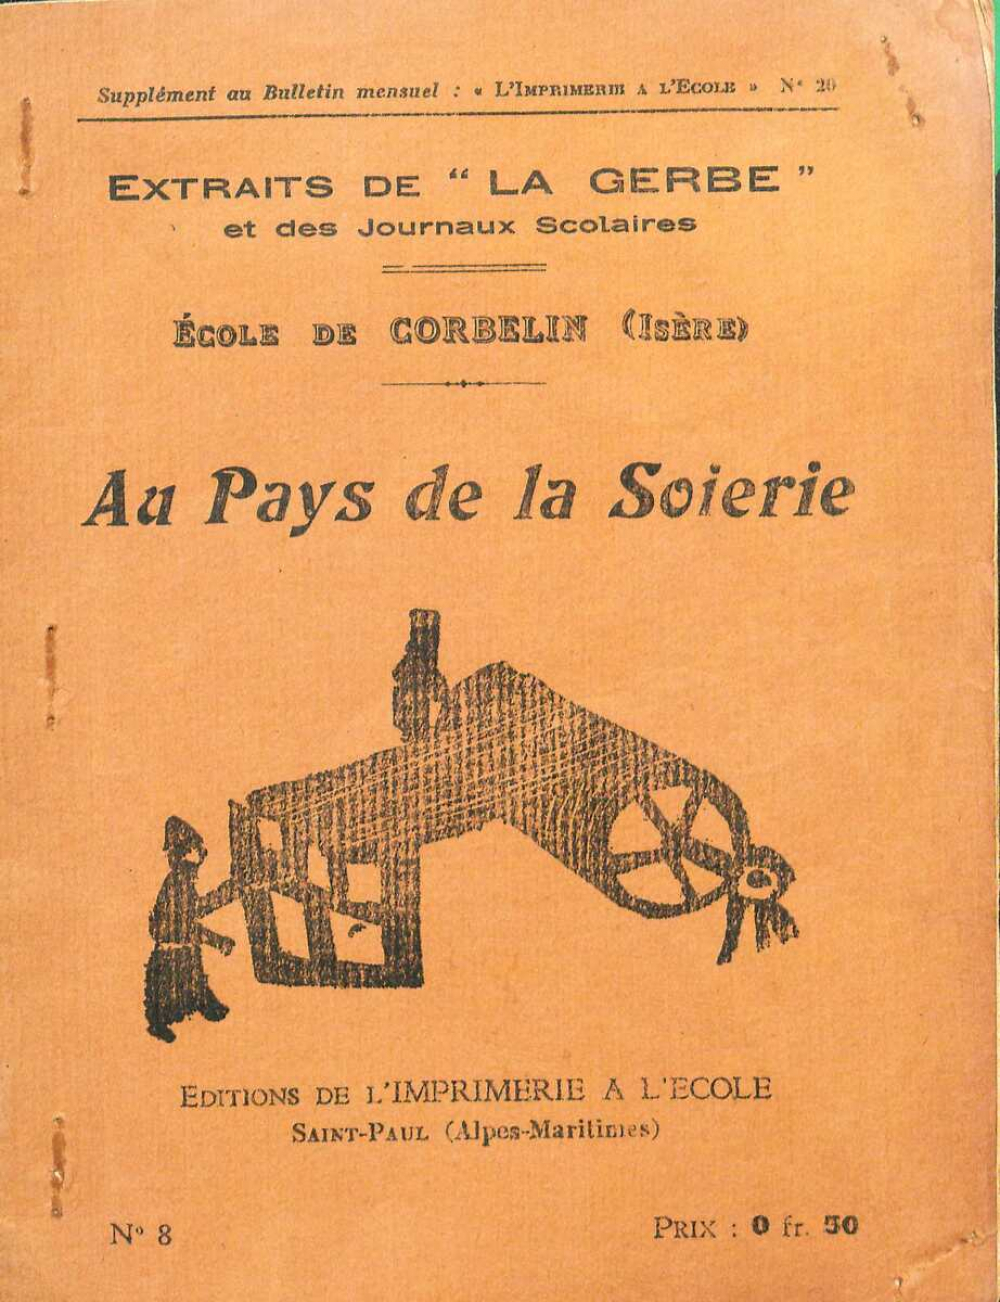 Supplément au Bulletin mensuel : « L'IMPRIMERIE A L'ECOLE » N° 20
EXTRAITS DE “ LA GERBE ”
et des Journaux Scolaires
ÉCOLE DE CORBELIN (ISÈRE)
Au Pays de la Soierie
EDITIONS DE L'IMPRIMERIE A L'ECOLE
SAINT-PAUL (Alpes-Maritimes)
N° 8
PRIX : 0 fr. 50